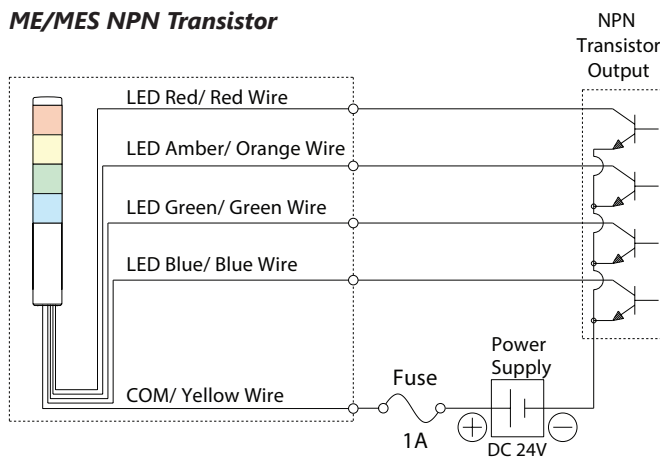 ME/MES NPN Transistor
NPN
Transistor
Output
LED Red/ Red Wire
LED Amber/ Orange Wire
LED Green/ Green Wire
LED Blue/ Blue Wire
COM/ Yellow Wire
Fuse
1A
Power
Supply
+
−
DC 24V